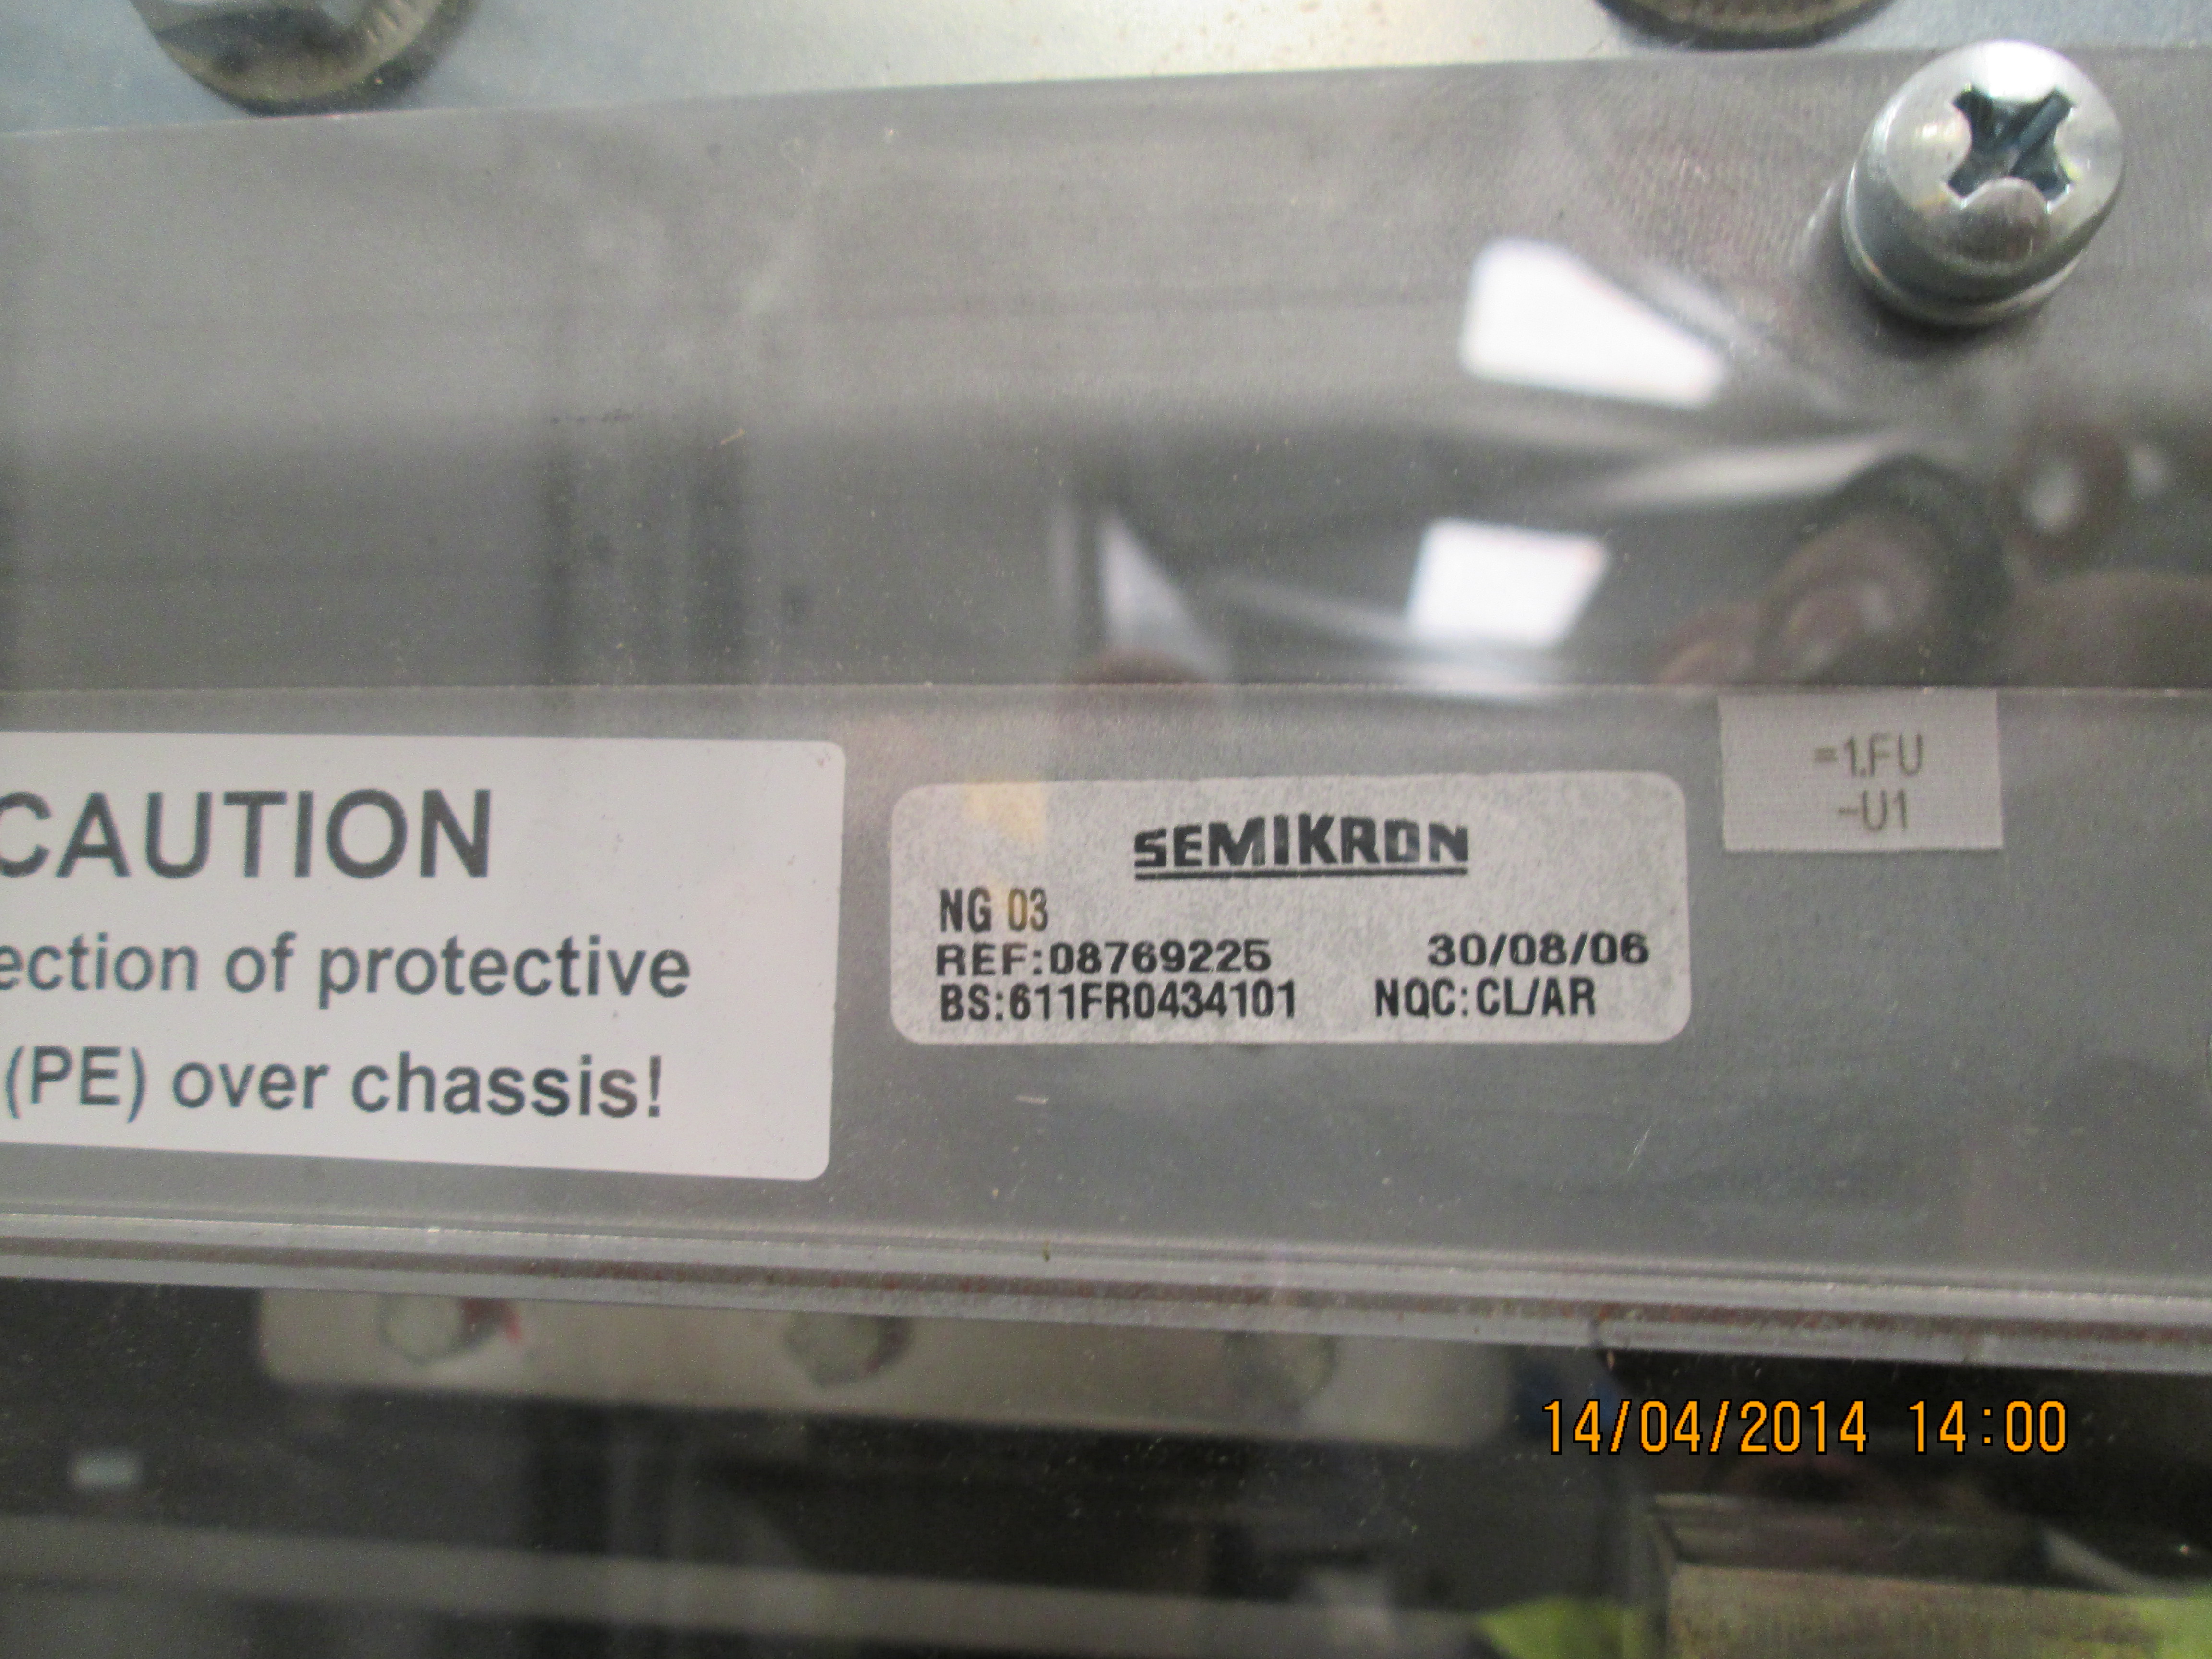 CAUTION
ection of protective
(PE) over chassis!
SEMIKRON
NG 03
REF:08769225 30/08/06
BS:611FR0434101 NQC:CL/AR
=1.FU
-U1
14/04/2014 14:00